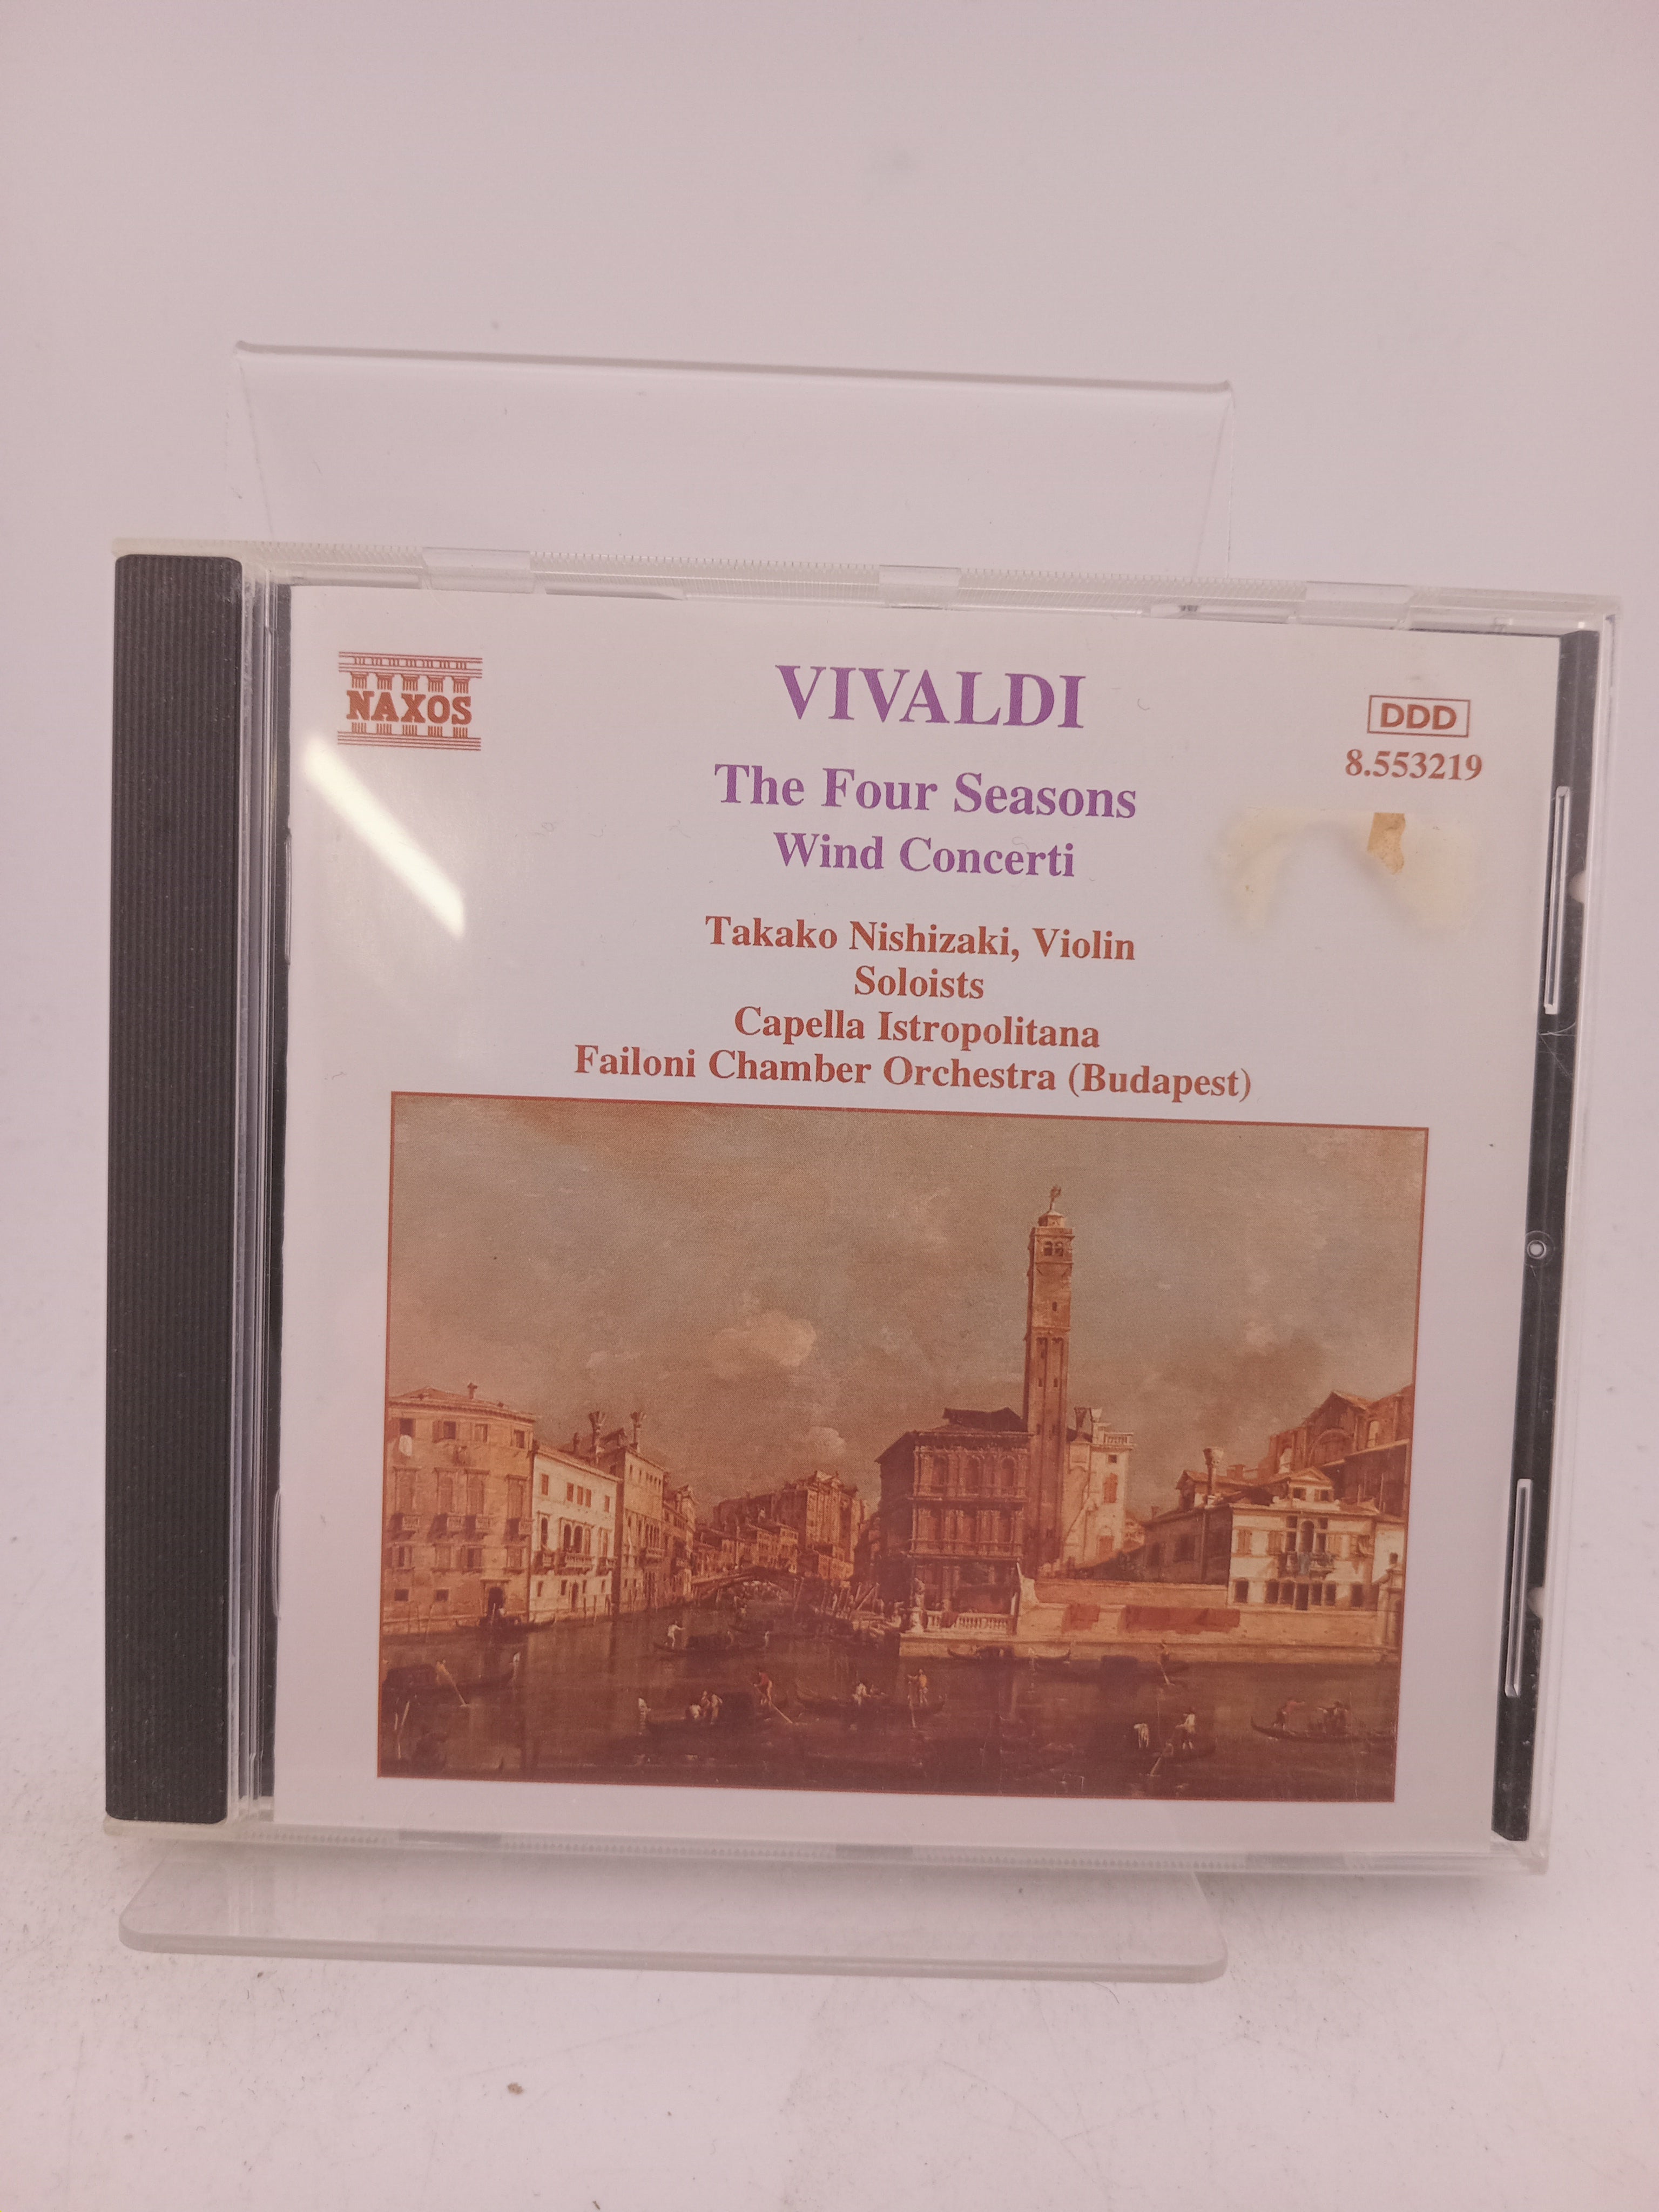 NAXOS
VIVALDI
DDD
8.553219
The Four Seasons
Wind Concerti
Takako Nishizaki, Violin
Soloists
Capella Istropolitana
Failoni Chamber Orchestra (Budapest)